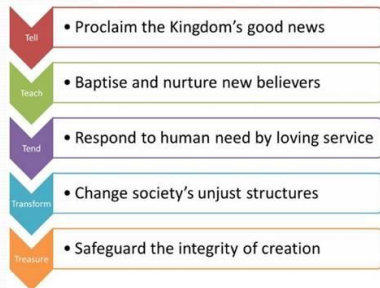 Tell
• Proclaim the Kingdom's good news
Teach
• Baptise and nurture new believers
Tend
• Respond to human need by loving service
Transform
• Change society's unjust structures
Treasure
• Safeguard the integrity of creation